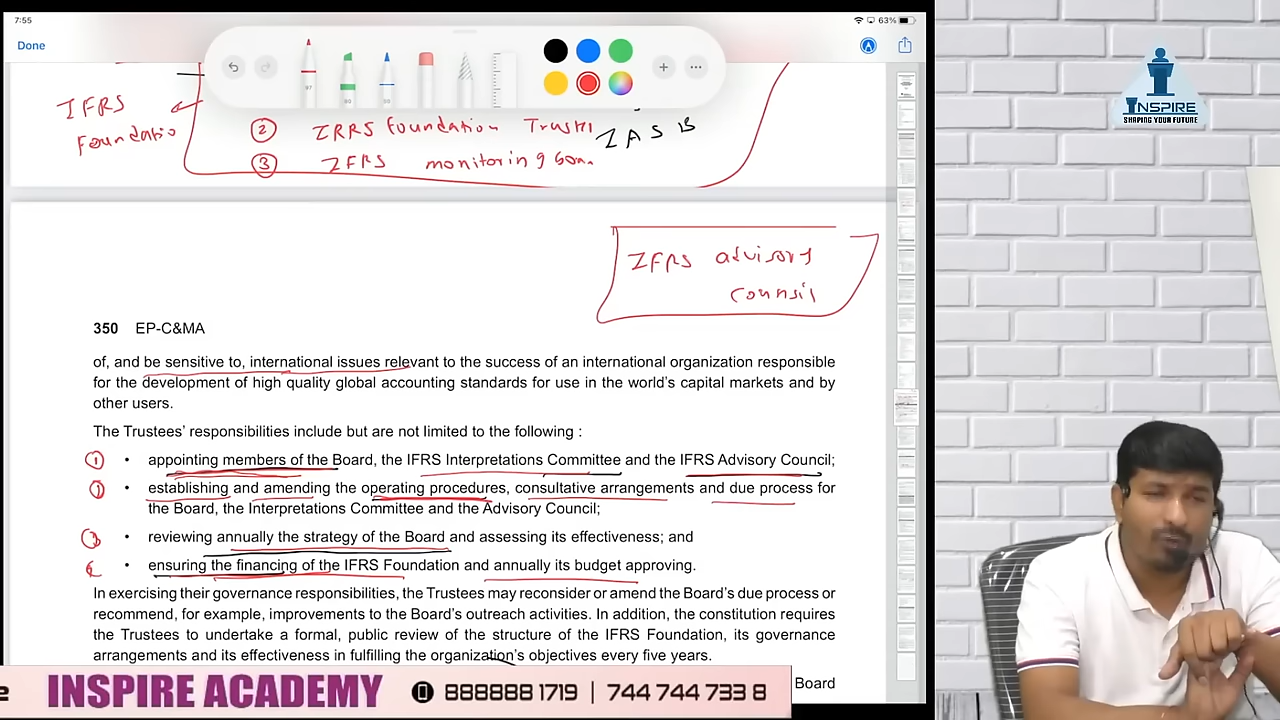 7:55
63%
Done
IFRS
Foundatio
② IRRS foundation Trustee
IASB
③ IFRS monitoring boan
INSPIRE
SHAPING YOUR FUTURE
IFRS advisory
counsil
350 EP-C&MA
of, and be sensitive to, international issues relevant to the success of an international organization responsible
for the development of high quality global accounting standards for use in the world's capital markets and by
other users.
The Trustees' responsibilities include but are not limited to the following :
① • appointing members of the Board, the IFRS Interpretations Committee and the IFRS Advisory Council;
• establishing and amending the operating procedures, consultative arrangements and due process for
the Board, the Interpretations Committee and the Advisory Council;
• reviewing annually the strategy of the Board and assessing its effectiveness; and
• ensuring the financing of the IFRS Foundation and annually its budget approving.
In exercising their governance responsibilities, the Trustees may reconsider or amend the Board's due process or
recommend, for example, improvements to the Board's outreach activities. In addition, the constitution requires
the Trustees to undertake a formal, public review of the structure of the IFRS Foundation, its governance
arrangements and its effectiveness in fulfilling the organization's objectives every five years.
Board
e INSPIRE ACADEMY 888888 1719 | 744 744 733 8